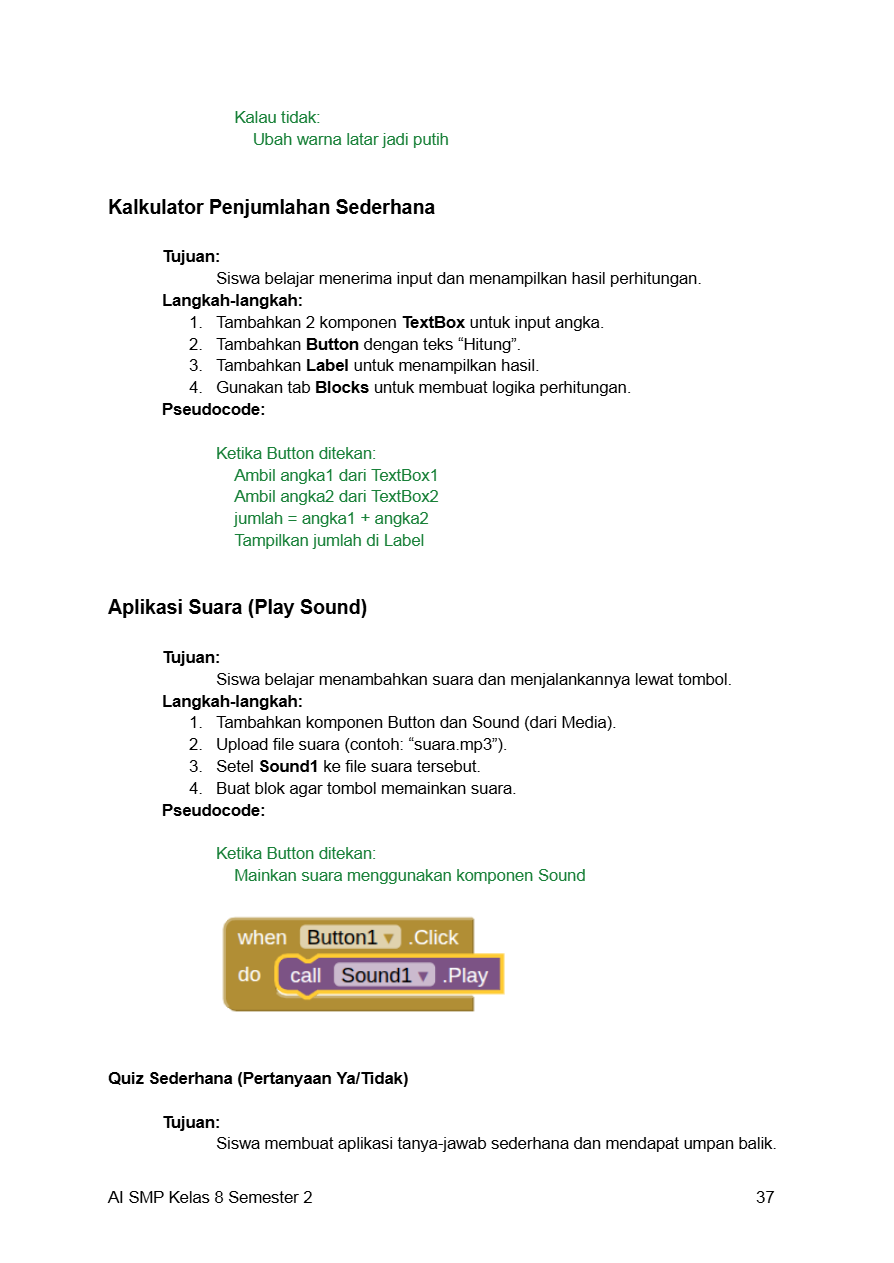 Kalau tidak:
Ubah warna latar jadi putih
Kalkulator Penjumlahan Sederhana
Tujuan:
Siswa belajar menerima input dan menampilkan hasil perhitungan.
Langkah-langkah:
1. Tambahkan 2 komponen TextBox untuk input angka.
2. Tambahkan Button dengan teks “Hitung”.
3. Tambahkan Label untuk menampilkan hasil.
4. Gunakan tab Blocks untuk membuat logika perhitungan.
Pseudocode:
Ketika Button ditekan:
Ambil angka1 dari TextBox1
Ambil angka2 dari TextBox2
jumlah = angka1 + angka2
Tampilkan jumlah di Label
Aplikasi Suara (Play Sound)
Tujuan:
Siswa belajar menambahkan suara dan menjalankannya lewat tombol.
Langkah-langkah:
1. Tambahkan komponen Button dan Sound (dari Media).
2. Upload file suara (contoh: “suara.mp3”).
3. Setel Sound1 ke file suara tersebut.
4. Buat blok agar tombol memainkan suara.
Pseudocode:
Ketika Button ditekan:
Mainkan suara menggunakan komponen Sound
when Button1 .Click
do call Sound1 .Play
Quiz Sederhana (Pertanyaan Ya/Tidak)
Tujuan:
Siswa membuat aplikasi tanya-jawab sederhana dan mendapat umpan balik.
AI SMP Kelas 8 Semester 2 37